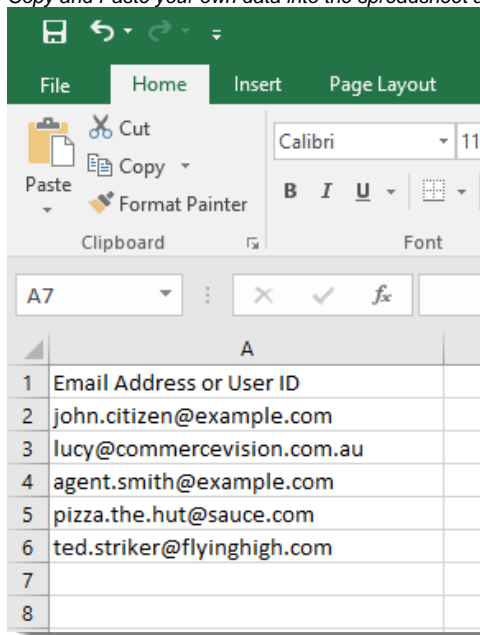 Copy and Paste your own data into the spreadsheet
File Home Insert Page Layout
Cut
Calibri 11
Copy
Paste
B I U
Format Painter
Clipboard Font
A7 fx
A
1 Email Address or User ID
2 john.citizen@example.com
3 lucy@commercevision.com.au
4 agent.smith@example.com
5 pizza.the.hut@sauce.com
6 ted.striker@flyinghigh.com
7
8